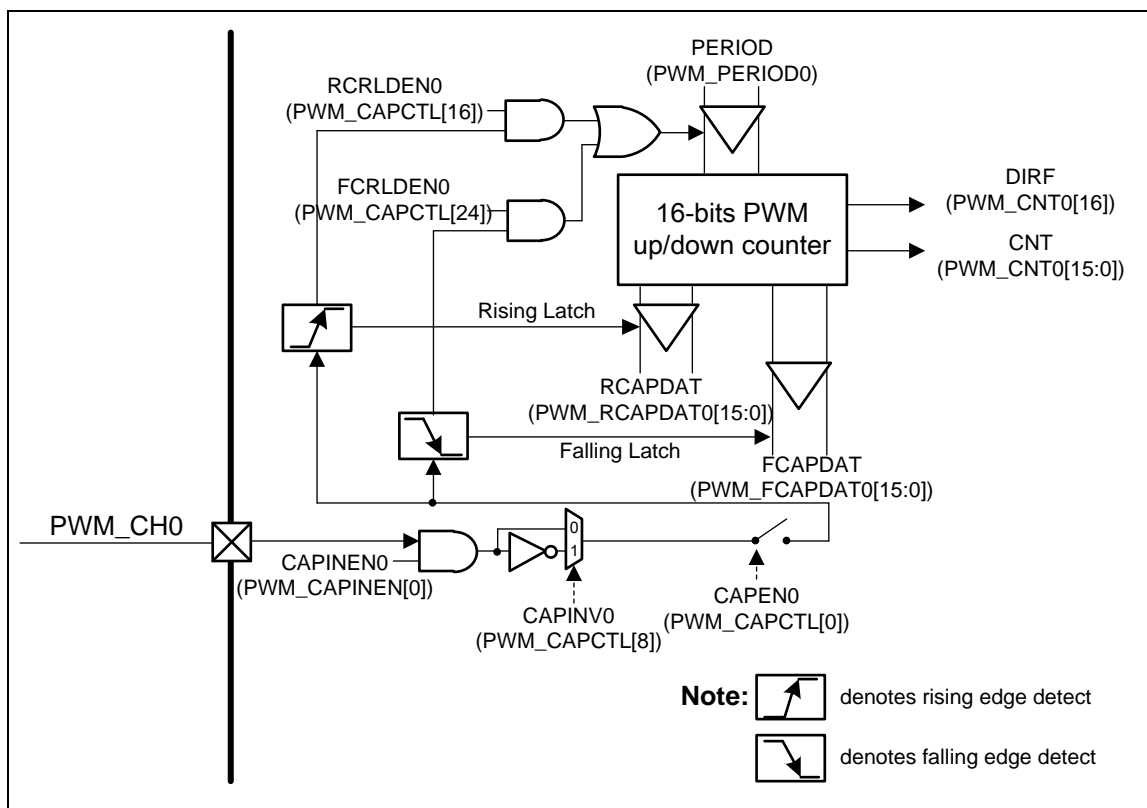 PERIOD
(PWM_PERIOD0)
RCRLDEN0
(PWM_CAPCTL[16])
FCRLDEN0
(PWM_CAPCTL[24])
16-bits PWM
up/down counter
DIRF
(PWM_CNT0[16])
CNT
(PWM_CNT0[15:0])
Rising Latch
RCAPDAT
(PWM_RCAPDAT0[15:0])
Falling Latch
FCAPDAT
(PWM_FCAPDAT0[15:0])
PWM_CH0
CAPINEN0
(PWM_CAPINEN[0])
0
1
CAPINV0
(PWM_CAPCTL[8])
CAPEN0
(PWM_CAPCTL[0])
Note: denotes rising edge detect
denotes falling edge detect